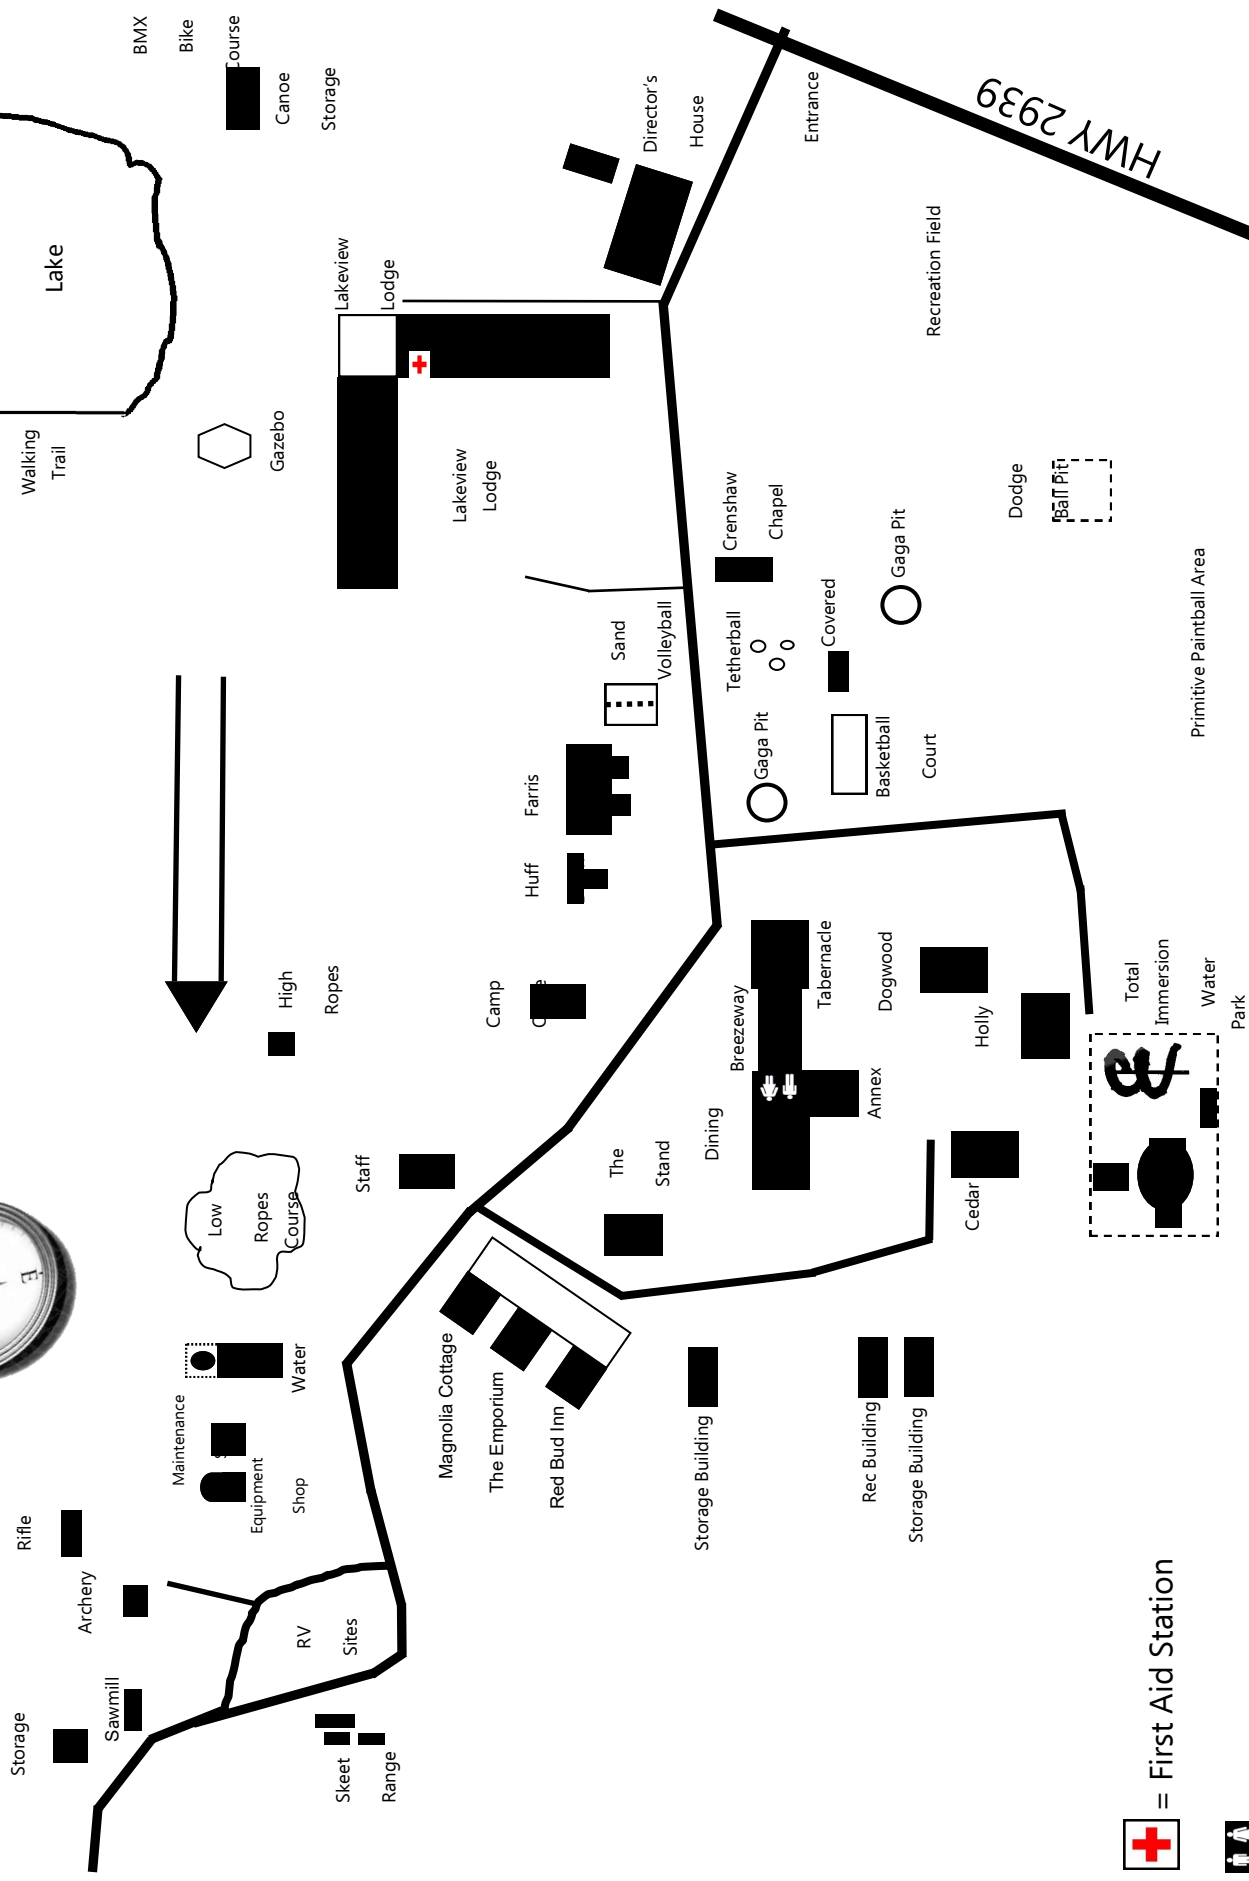 BMX
Bike
Course
Canoe
Storage
Lake
Walking
Trail
Gazebo
Lakeview
Lodge
Lakeview
Lodge
Director's
House
Entrance
HWY 2939
Recreation Field
Crenshaw
Chapel
Gaga Pit
Dodge
Ball Pit
Primitive Paintball Area
Sand
Volleyball
Tetherball
Covered
Gaga Pit
Basketball
Court
Farris
Huff
High
Ropes
Camp
Breezeway
Tabernacle
Dogwood
Holly
Total
Immersion
Water
Park
Staff
The
Stand
Dining
Annex
Cedar
Low
Ropes
Course
E
Water
Maintenance
Equipment
Shop
Magnolia Cottage
The Emporium
Red Bud Inn
Storage Building
Rec Building
Storage Building
Rifle
Archery
RV
Sites
Sawmill
Storage
Skeet
Range
= First Aid Station